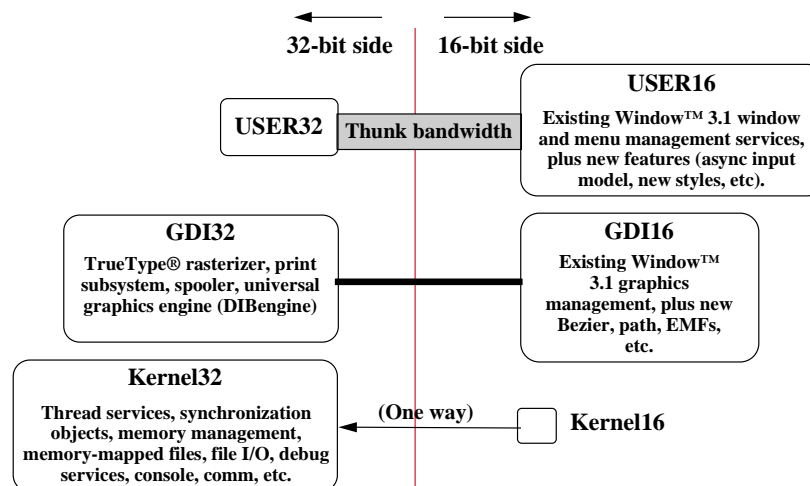 32-bit side
16-bit side
USER32
Thunk bandwidth
USER16
Existing Window™ 3.1 window
and menu management services,
plus new features (async input
model, new styles, etc).
GDI32
TrueType® rasterizer, print
subsystem, spooler, universal
graphics engine (DIBengine)
GDI16
Existing Window™
3.1 graphics
management, plus new
Bezier, path, EMFs,
etc.
Kernel32
Thread services, synchronization
objects, memory management,
memory-mapped files, file I/O, debug
services, console, comm, etc.
(One way)
Kernel16